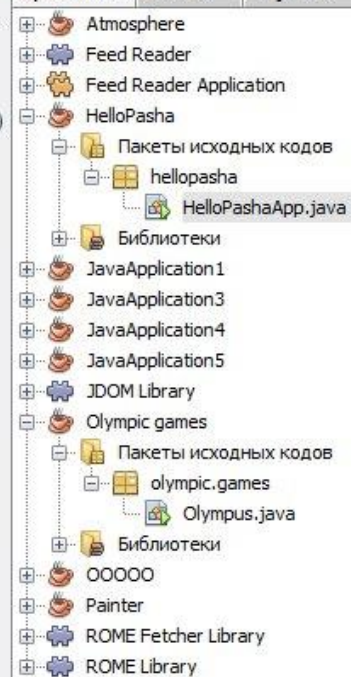 Atmosphere
Feed Reader
Feed Reader Application
HelloPasha
Пакеты исходных кодов
hellopasha
HelloPashaApp.java
Библиотеки
JavaApplication1
JavaApplication3
JavaApplication4
JavaApplication5
JDOM Library
Olympic games
Пакеты исходных кодов
olympic.games
Olympus.java
Библиотеки
OOOOO
Painter
ROME Fetcher Library
ROME Library